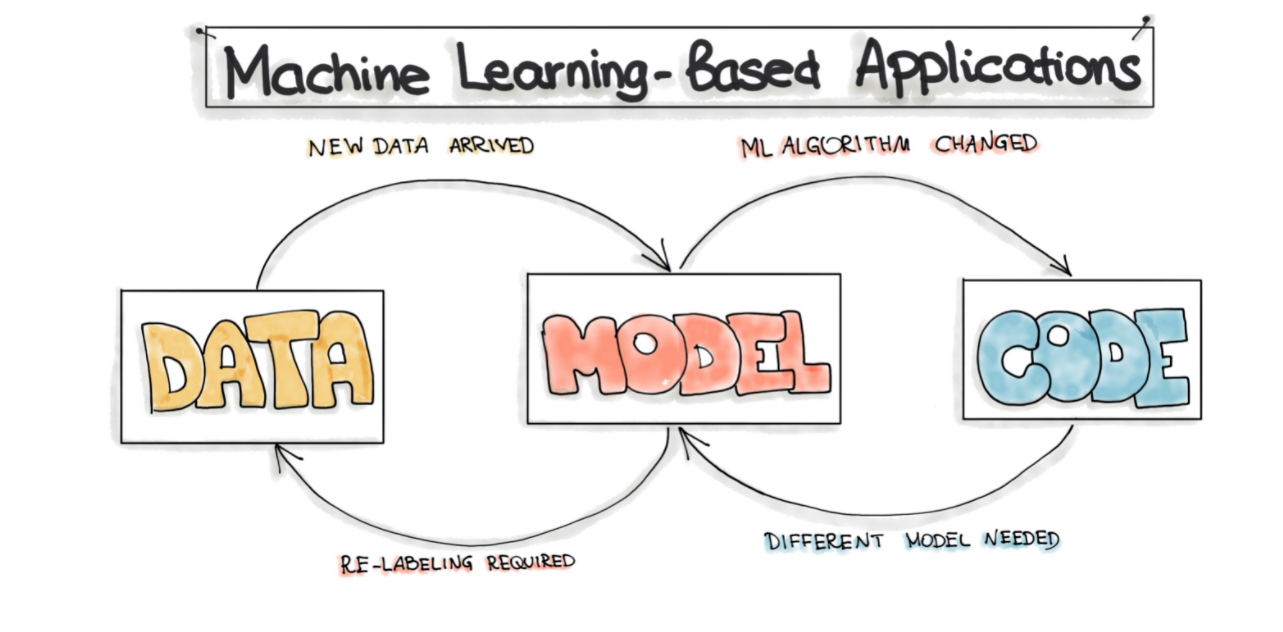 Machine Learning-Based Applications
NEW DATA ARRIVED
ML ALGORITHM CHANGED
DATA
MODEL
CODE
RE-LABELING REQUIRED
DIFFERENT MODEL NEEDED